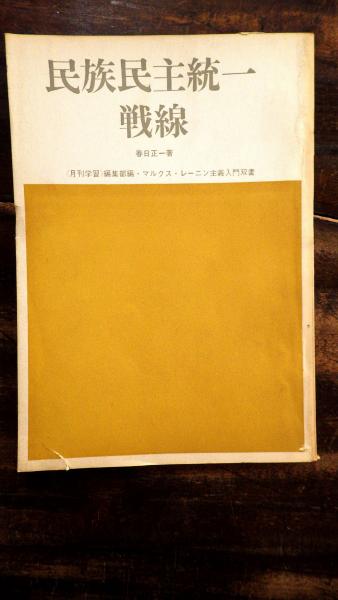 民族民主統一
戦線
春日正一著
〈月刊学習〉編集部編・マルクス・レーニン主義入門双書